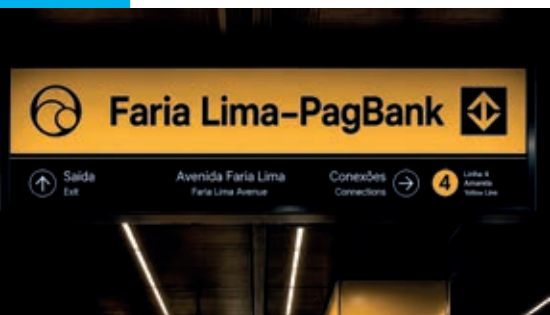 Faria Lima–PagBank
Saída
Exit
Avenida Faria Lima
Faria Lima Avenue
Conexões
Connections
4
Linha 4
Amarela
Yellow Line